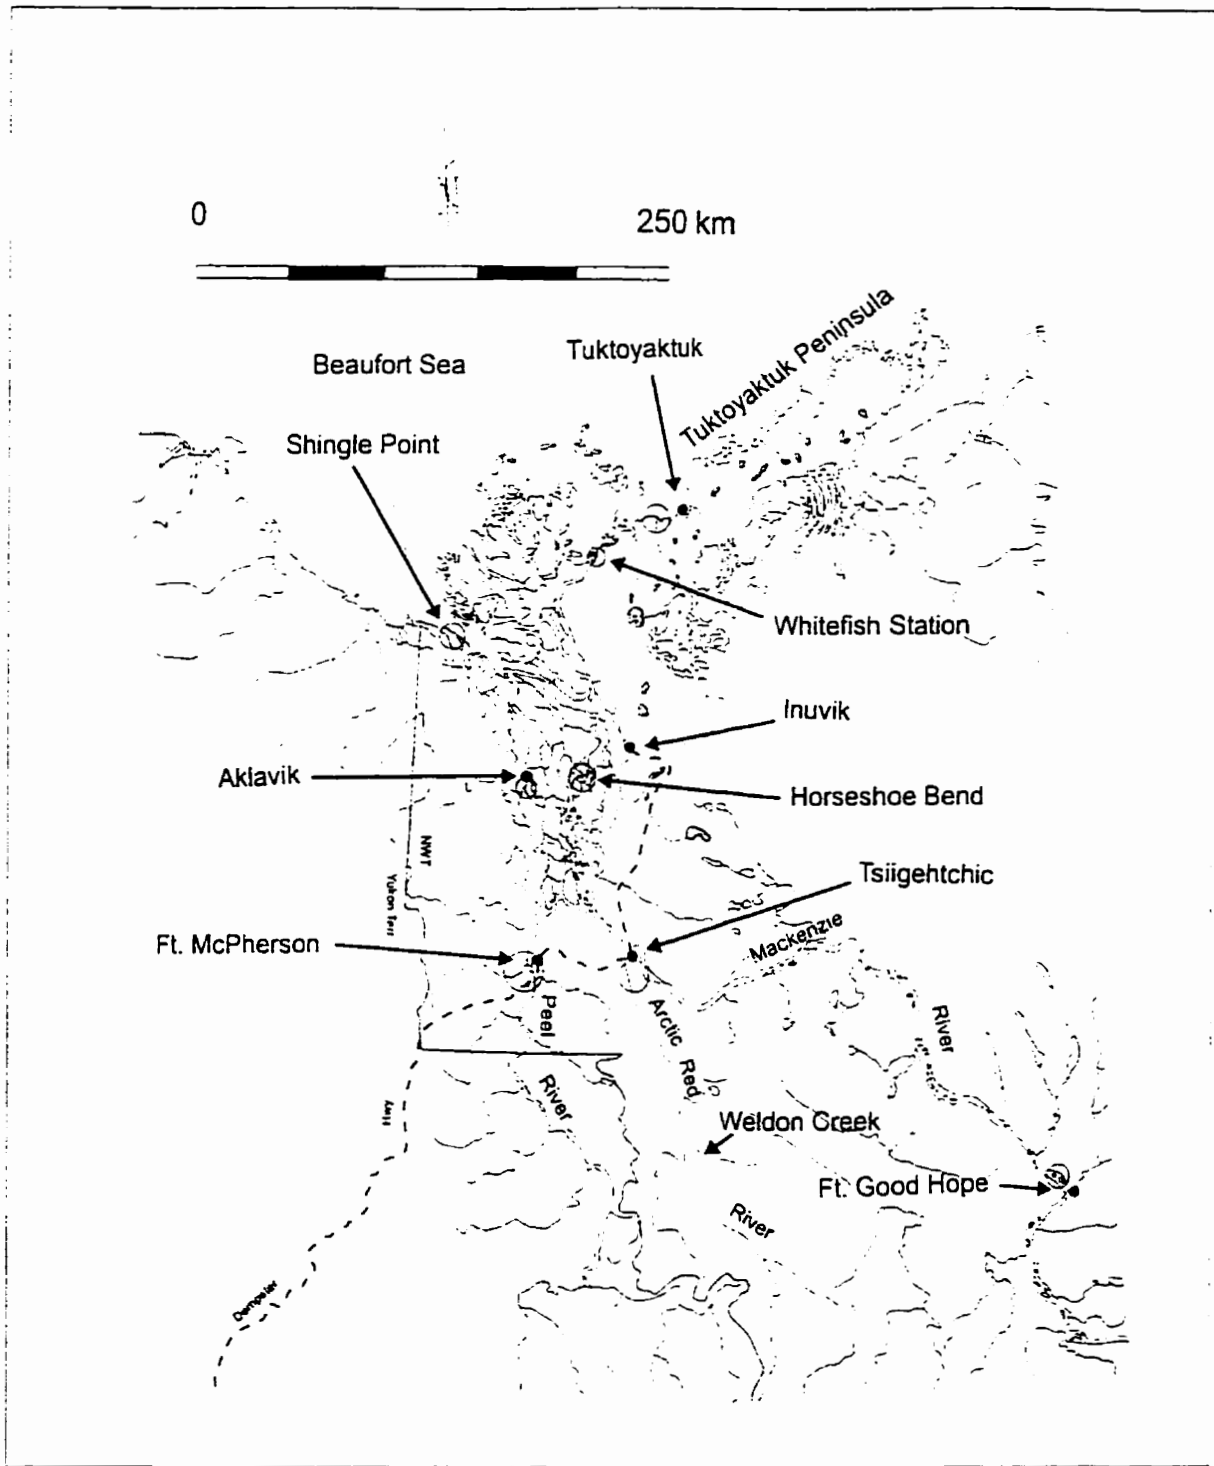 0
250 km
Tuktoyaktuk Peninsula
Tuktoyaktuk
Beaufort Sea
Shingle Point
Whitefish Station
Inuvik
Aklavik
Horseshoe Bend
NWT
Yukon Terr
Tsiigehtchic
Ft. McPherson
Mackenzie
River
Peel
River
Arctic
Red
River
Hwy
Weldon Creek
Ft. Good Hope
Dempster